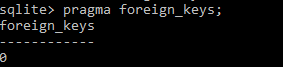 sqlite> pragma foreign_keys;
foreign_keys
------------
0